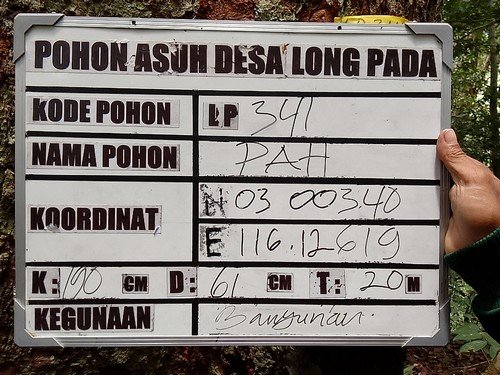 POHON ASUH DESA LONG PADA
KODE POHON LP 341
NAMA POHON PAH
KOORDINAT N 03 00340
E 116.12619
K: 190 CM D: 61 CM T: 20 M
KEGUNAAN Bangunan.